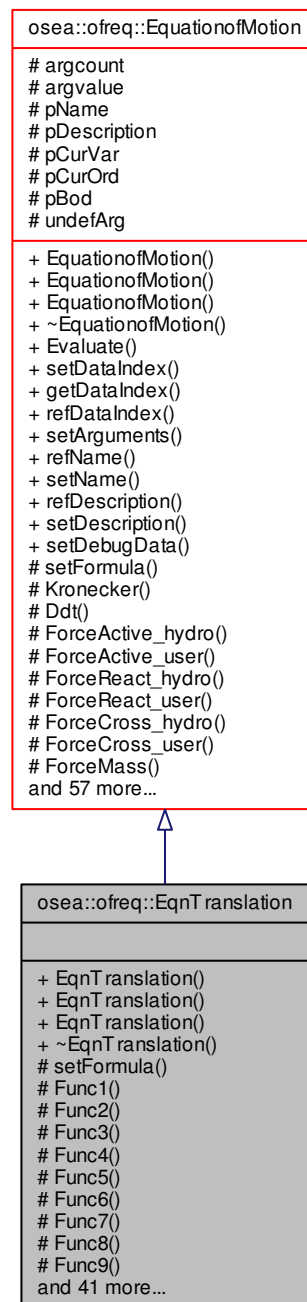 osea::ofreq::EquationofMotion
# argcount
# argvalue
# pName
# pDescription
# pCurVar
# pCurOrd
# pBod
# undefArg
+ EquationofMotion()
+ EquationofMotion()
+ EquationofMotion()
+ ~EquationofMotion()
+ Evaluate()
+ setDataIndex()
+ getDataIndex()
+ refDataIndex()
+ setArguments()
+ refName()
+ setName()
+ refDescription()
+ setDescription()
+ setDebugData()
# setFormula()
# Kronecker()
# Ddt()
# ForceActive_hydro()
# ForceActive_user()
# ForceReact_hydro()
# ForceReact_user()
# ForceCross_hydro()
# ForceCross_user()
# ForceMass()
and 57 more...
osea::ofreq::EqnTranslation
+ EqnTranslation()
+ EqnTranslation()
+ EqnTranslation()
+ ~EqnTranslation()
# setFormula()
# Func1()
# Func2()
# Func3()
# Func4()
# Func5()
# Func6()
# Func7()
# Func8()
# Func9()
and 41 more...